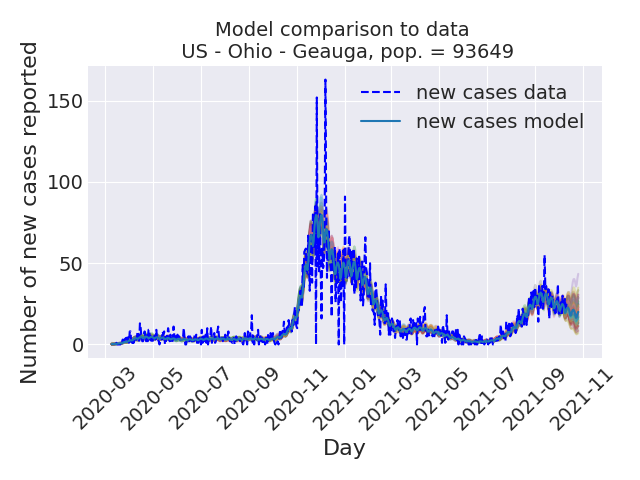 Model comparison to data
US - Ohio - Geauga, pop. = 93649
Number of new cases reported
150
100
50
0
new cases data
new cases model
2020-03
2020-05
2020-07
2020-09
2020-11
2021-01
2021-03
2021-05
2021-07
2021-09
2021-11
Day